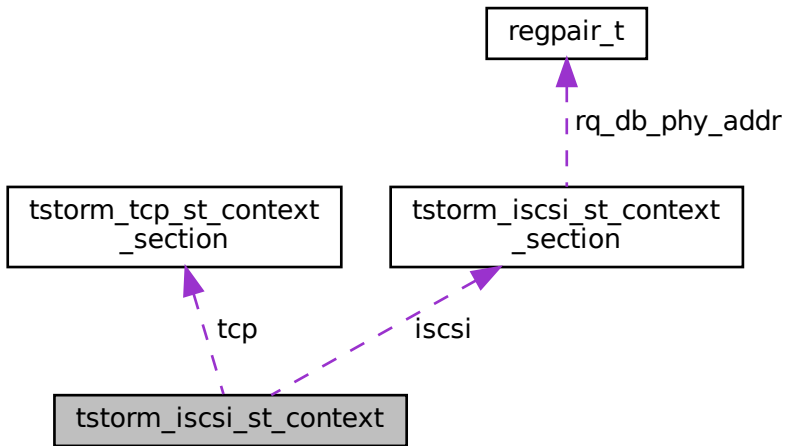 regpair_t
rq_db_phy_addr
tstorm_tcp_st_context
_section
tstorm_iscsi_st_context
_section
tcp
iscsi
tstorm_iscsi_st_context